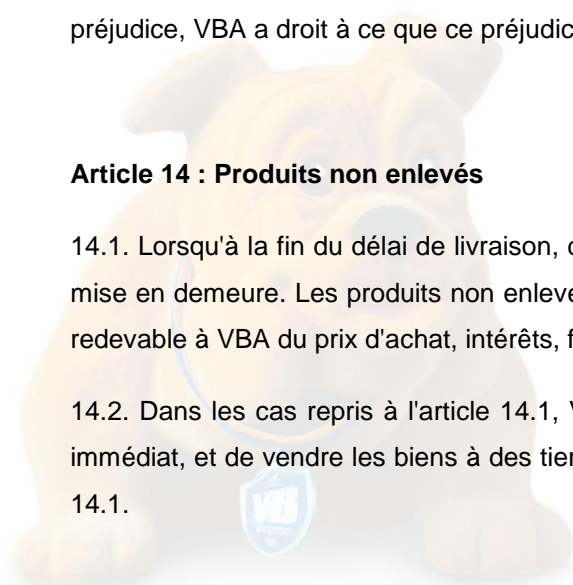 préjudice, VBA a droit à ce que ce préjudic
Article 14 : Produits non enlevés
14.1. Lorsqu'à la fin du délai de livraison,
mise en demeure. Les produits non enlev
redevable à VBA du prix d'achat, intérêts, f
14.2. Dans les cas repris à l'article 14.1,
immédiat, et de vendre les biens à des tier
14.1.
VB